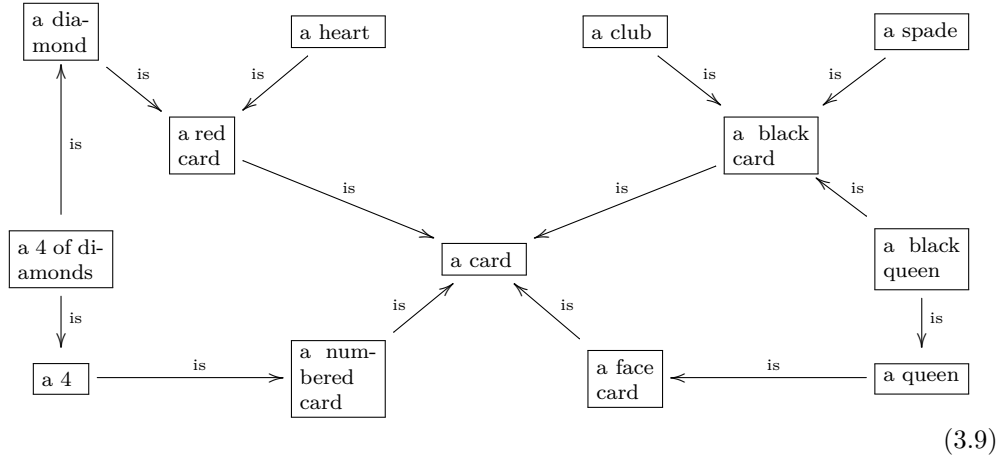 a dia-
mond
a heart
a club
a spade
is
is
is
is
a red
card
a black
card
is
is
is
is
a 4 of di-
amonds
a card
a black
queen
is
is
is
is
a 4
is
a num-
bered
card
a face
card
is
a queen
(3.9)